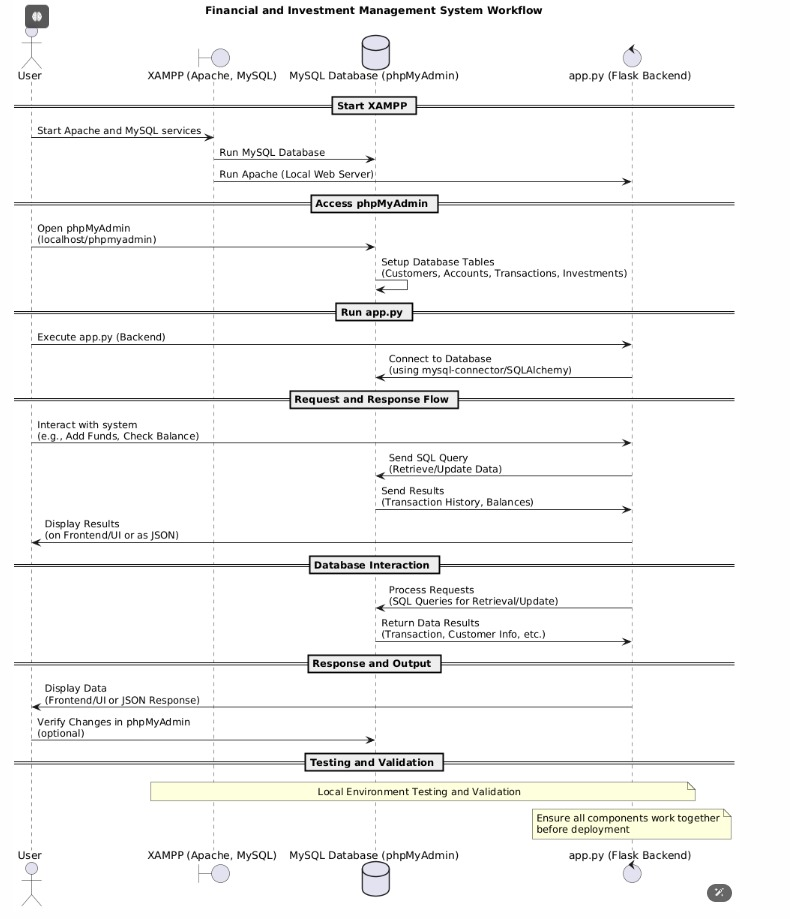 Financial and Investment Management System Workflow
User
XAMPP (Apache, MySQL)
MySQL Database (phpMyAdmin)
app.py (Flask Backend)
Start XAMPP
Start Apache and MySQL services
Run MySQL Database
Run Apache (Local Web Server)
Access phpMyAdmin
Open phpMyAdmin
(localhost/phpmyadmin)
Setup Database Tables
(Customers, Accounts, Transactions, Investments)
Run app.py
Execute app.py (Backend)
Connect to Database
(using mysql-connector/SQLAlchemy)
Request and Response Flow
Interact with system
(e.g., Add Funds, Check Balance)
Send SQL Query
(Retrieve/Update Data)
Send Results
(Transaction History, Balances)
Display Results
(on Frontend/UI or as JSON)
Database Interaction
Process Requests
(SQL Queries for Retrieval/Update)
Return Data Results
(Transaction, Customer Info, etc.)
Response and Output
Display Data
(Frontend/UI or JSON Response)
Verify Changes in phpMyAdmin
(optional)
Testing and Validation
Local Environment Testing and Validation
Ensure all components work together
before deployment
User
XAMPP (Apache, MySQL)
MySQL Database (phpMyAdmin)
app.py (Flask Backend)